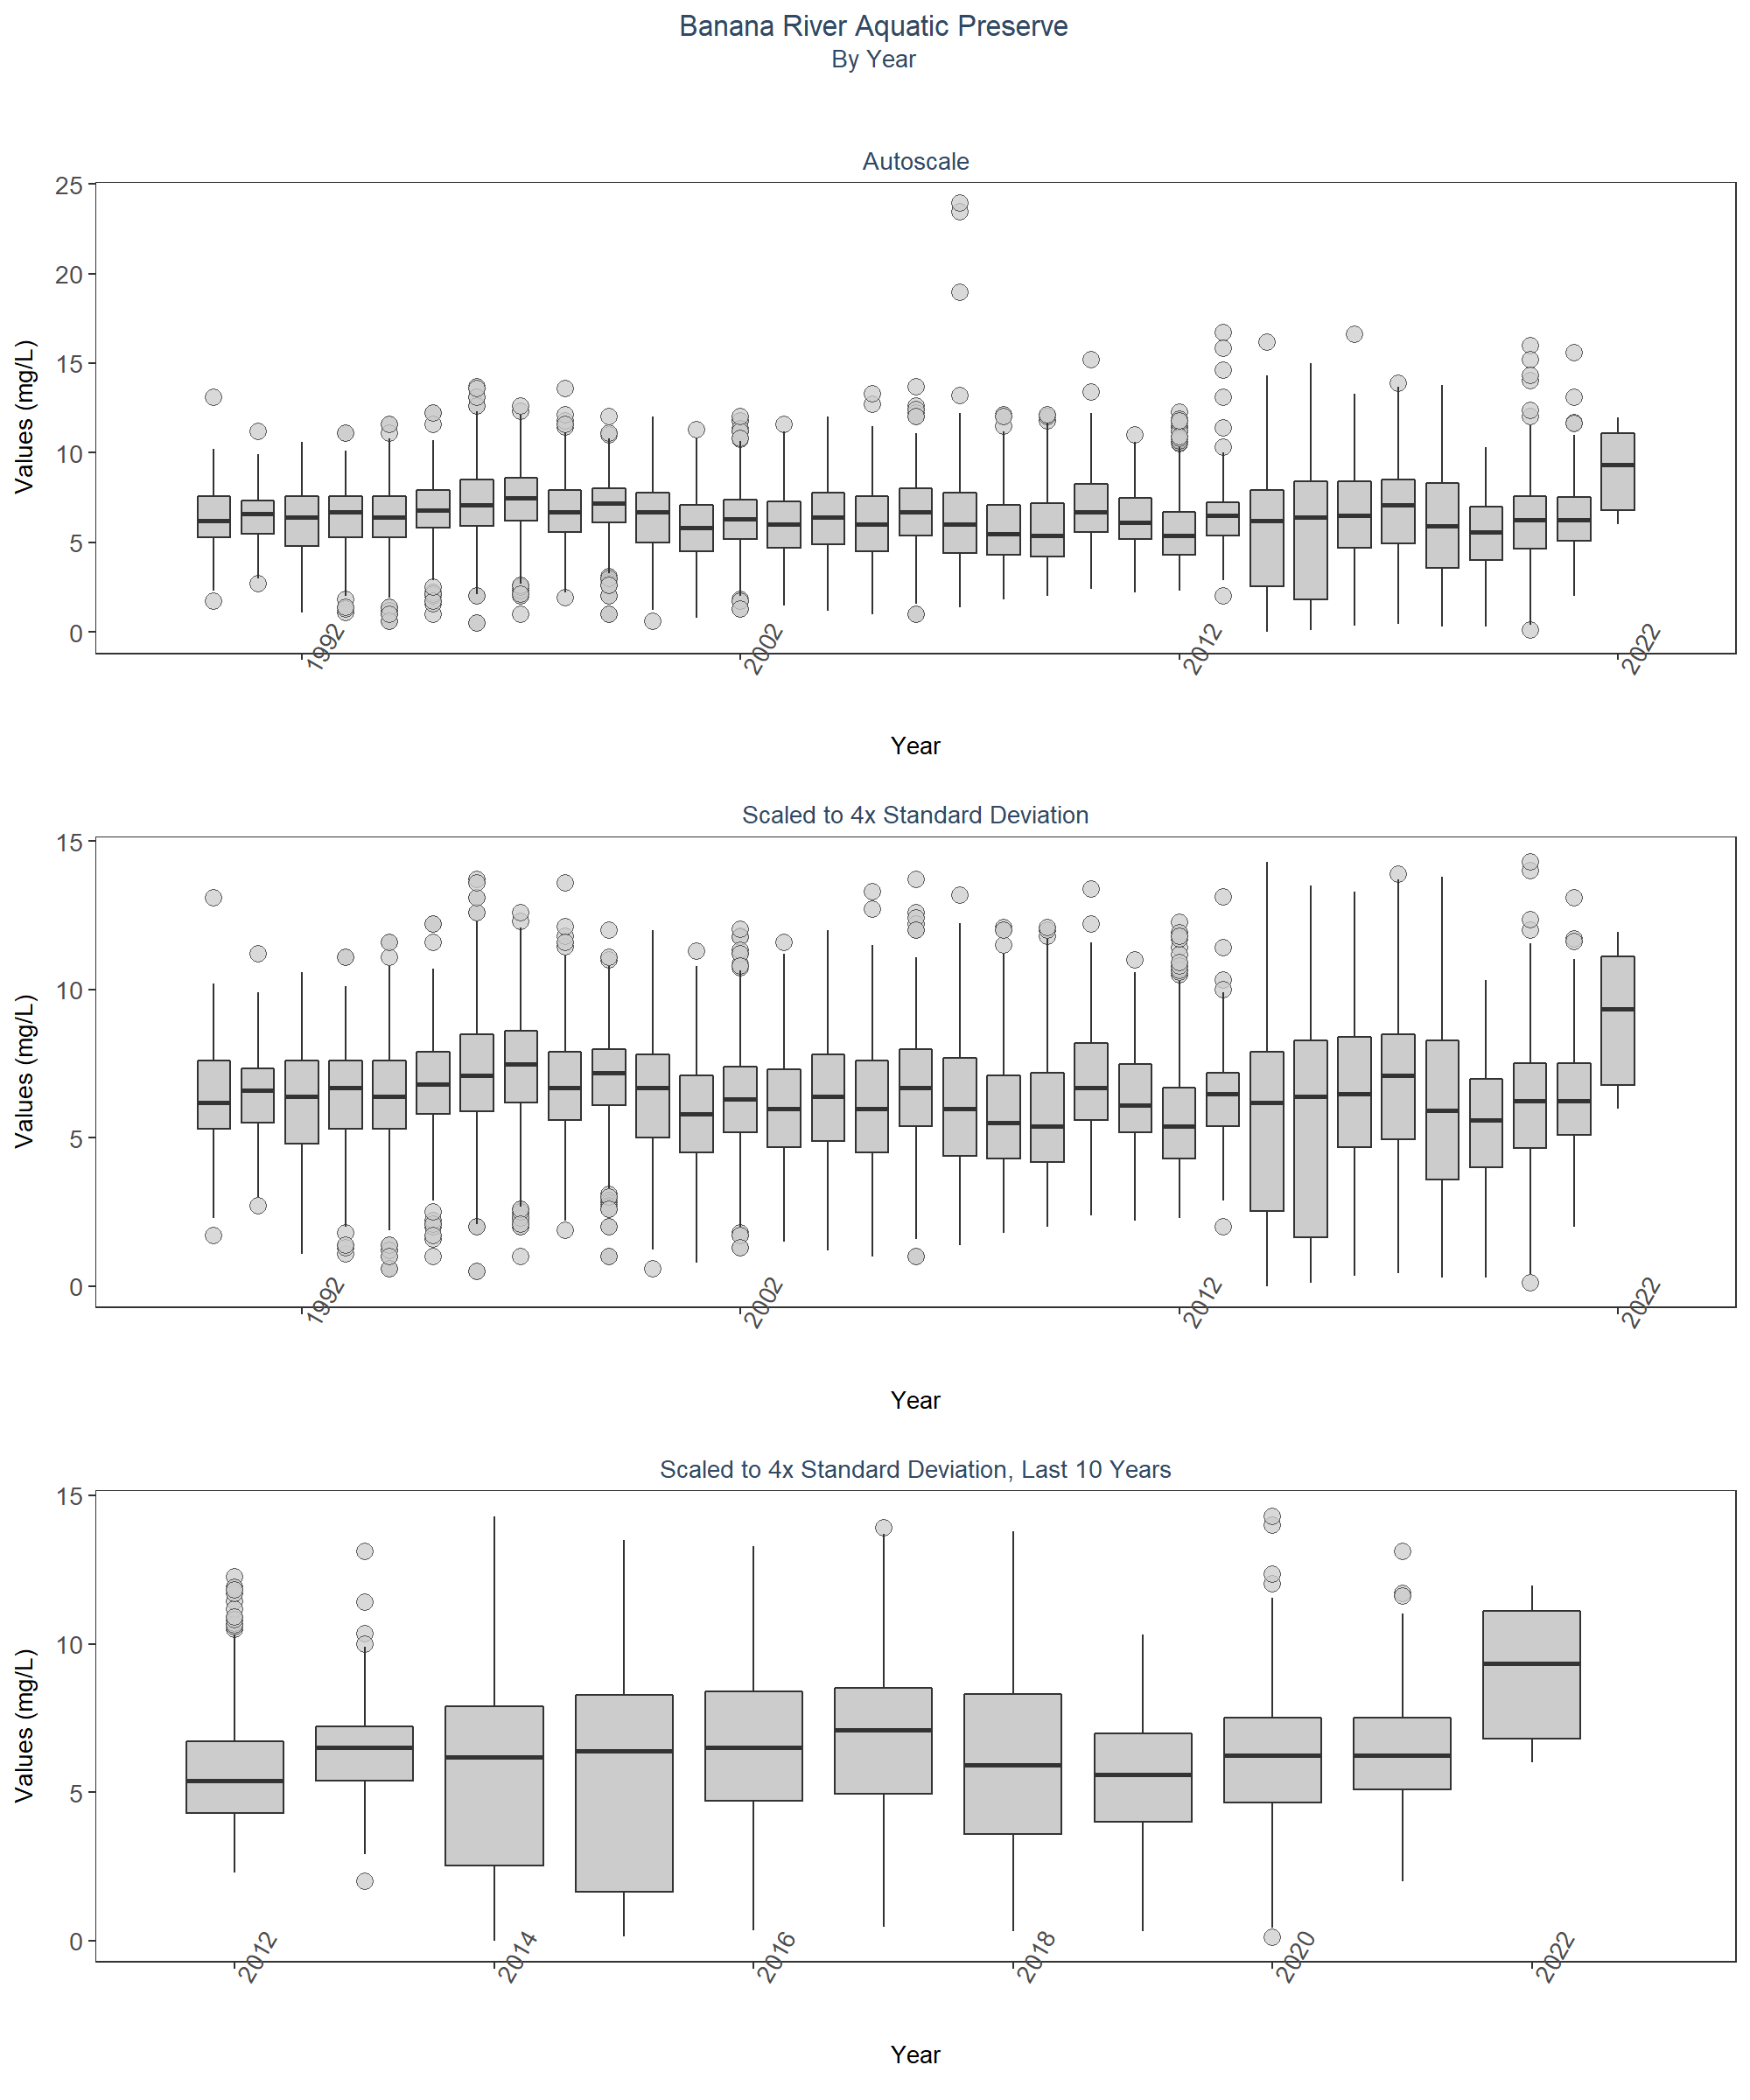 Banana River Aquatic Preserve
By Year
Autoscale
25
20
15
10
5
0
Values (mg/L)
1992
2002
2012
2022
Year
Scaled to 4x Standard Deviation
15
10
5
0
Values (mg/L)
1992
2002
2012
2022
Year
Scaled to 4x Standard Deviation, Last 10 Years
15
10
5
0
Values (mg/L)
2012
2014
2016
2018
2020
2022
Year